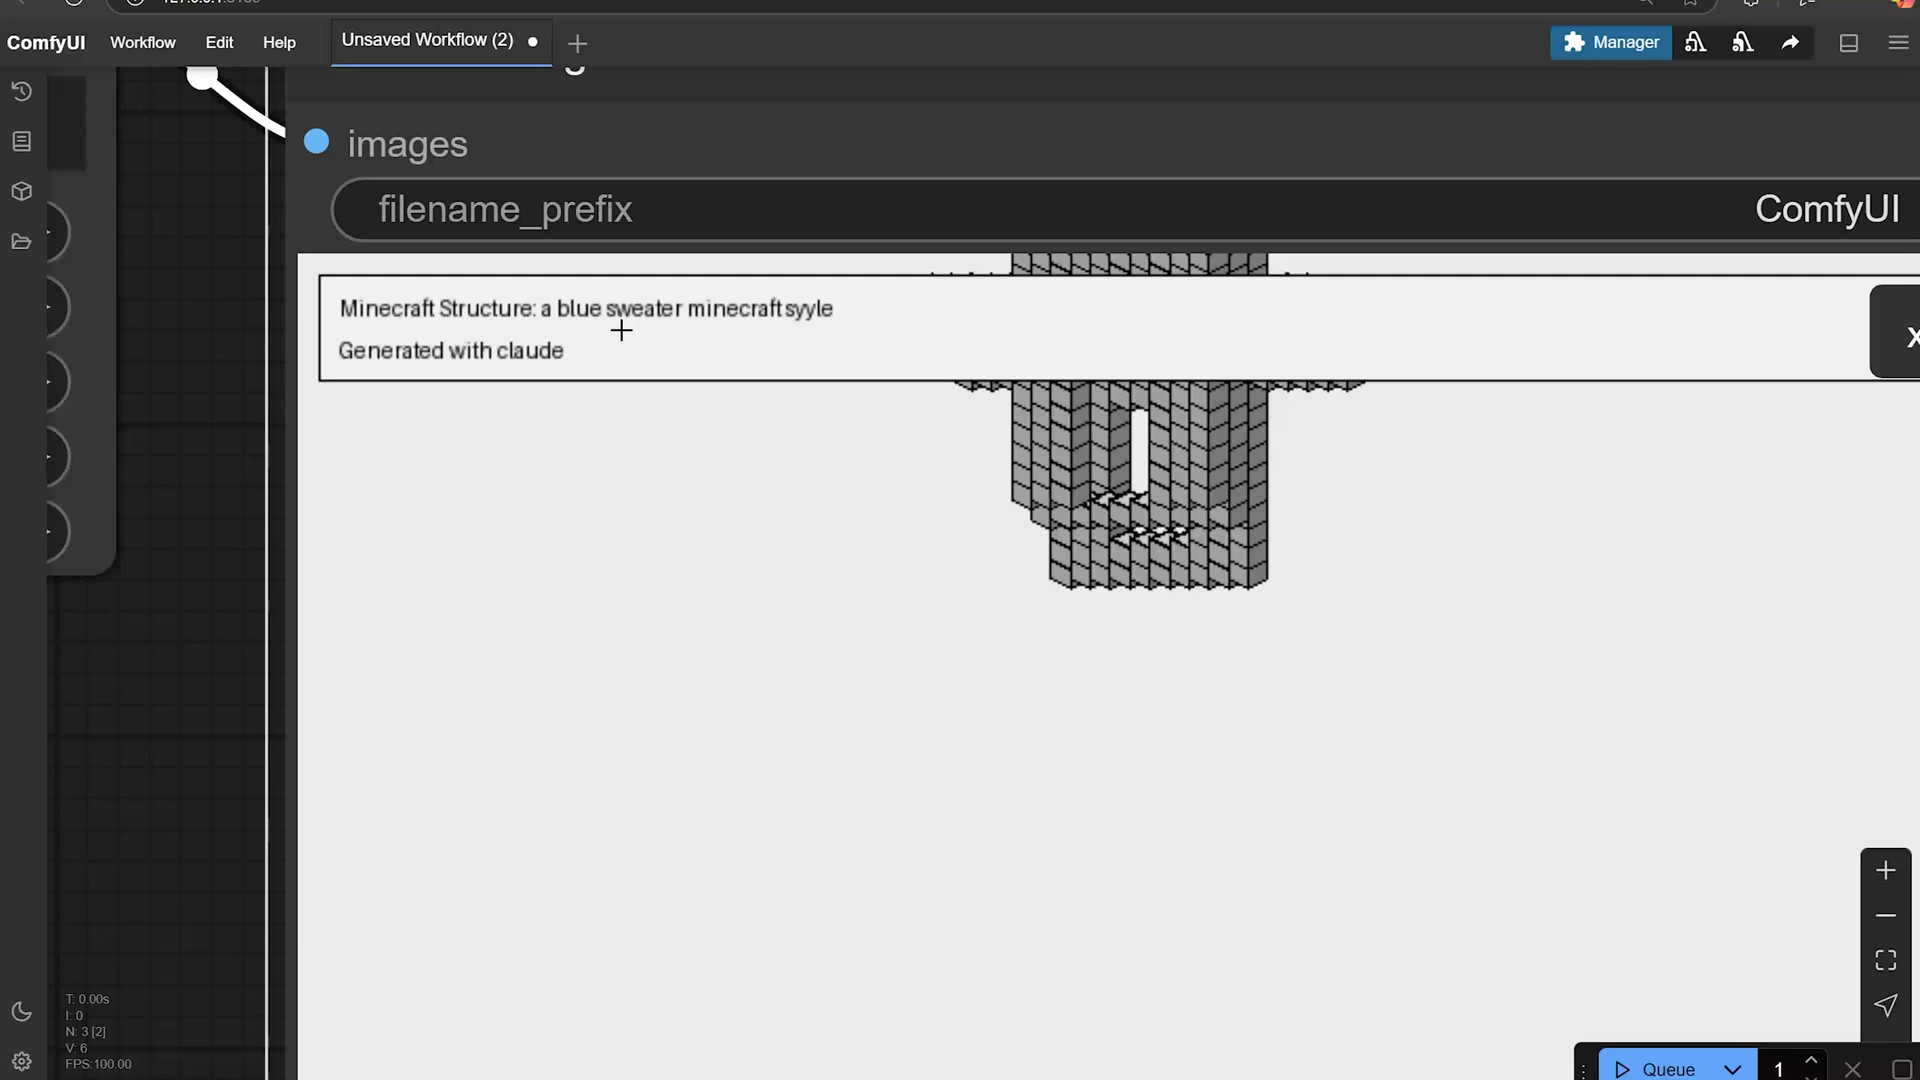 ComfyUI Workflow Edit Help Unsaved Workflow (2) Manager
images
filename_prefix ComfyUI
Minecraft Structure: a blue sweater minecraft syyle
Generated with claude
X
T: 0.00s
I: 0
N: 3 [2]
V: 6
FPS:100.00
Queue 1